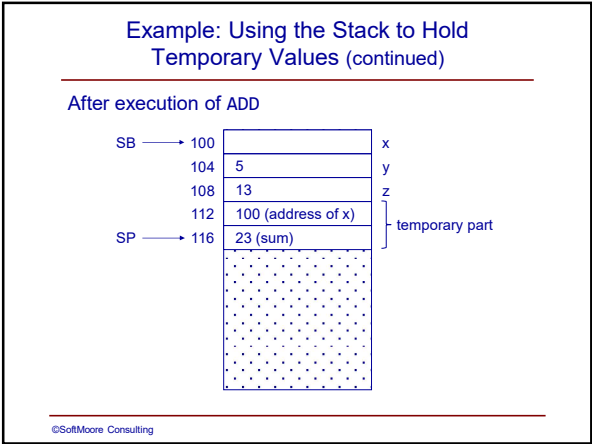 Example: Using the Stack to Hold
Temporary Values (continued)
After execution of ADD
SB 100 x
104 5 y
108 13 z
112 100 (address of x)
temporary part
SP 116 23 (sum)
©SoftMoore Consulting